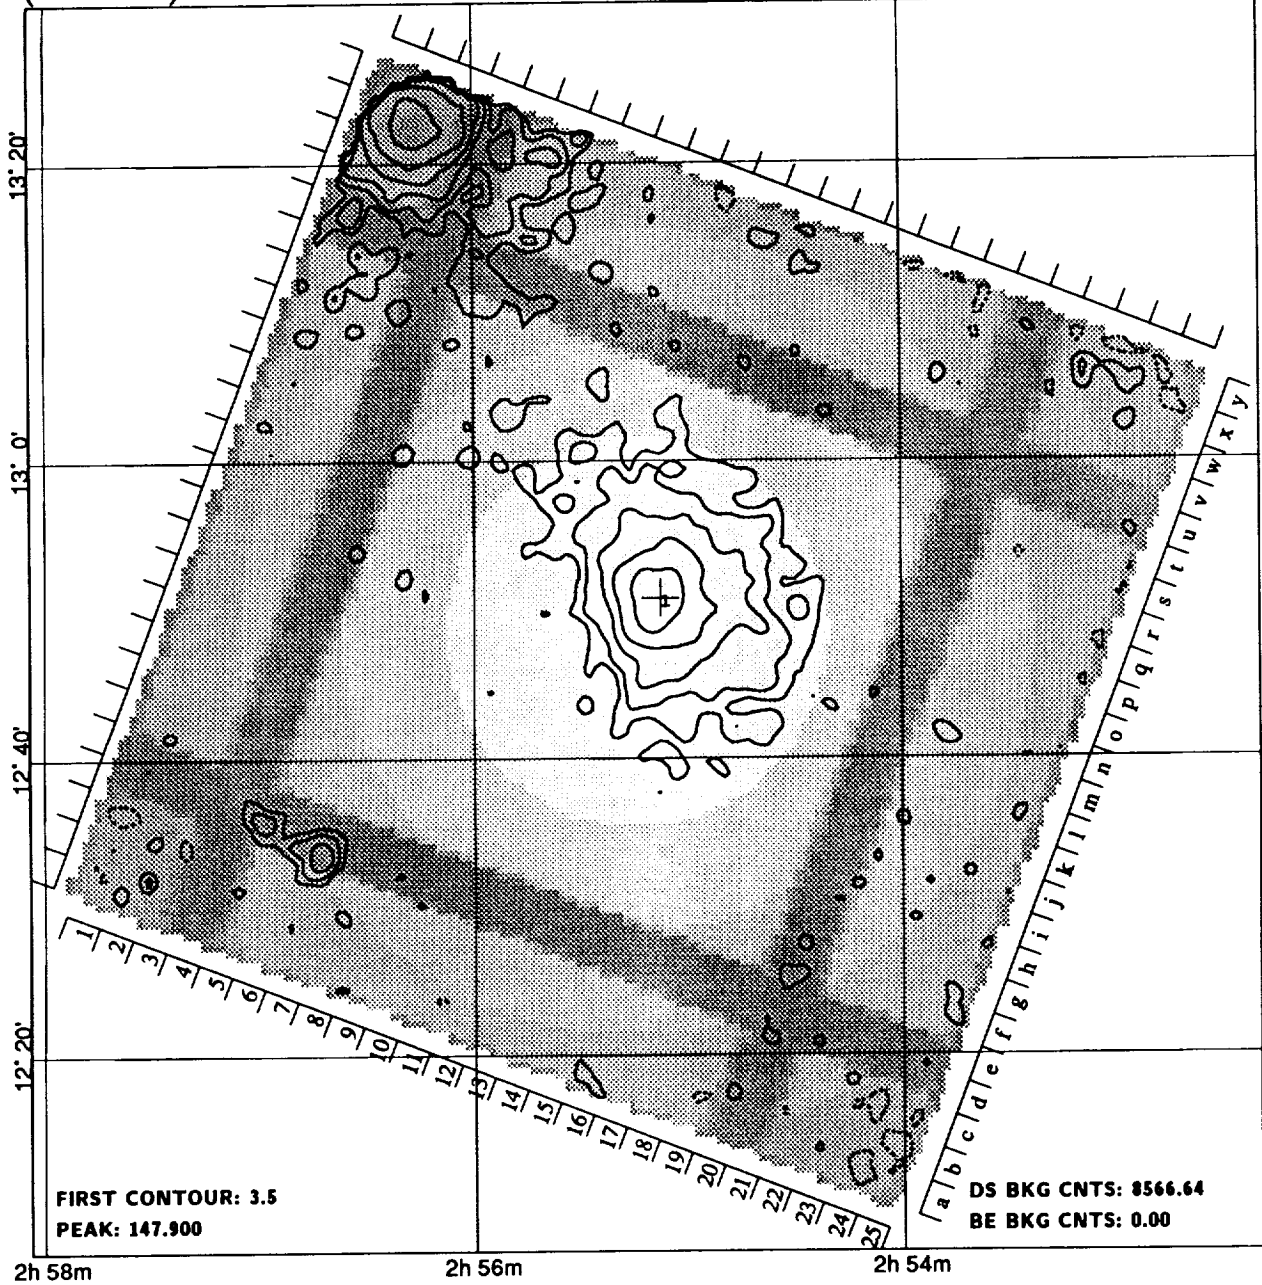 13° 20'
13° 0'
12° 40'
12° 20'
1 2 3 4 5 6 7 8 9 10 11 12 13 14 15 16 17 18 19 20 21 22 23 24 25
a b c d e f g h i j k l m n o p q r s t u v w x y
FIRST CONTOUR: 3.5
PEAK: 147.900
DS BKG CNTS: 8566.64
BE BKG CNTS: 0.00
2h 58m
2h 56m
2h 54m